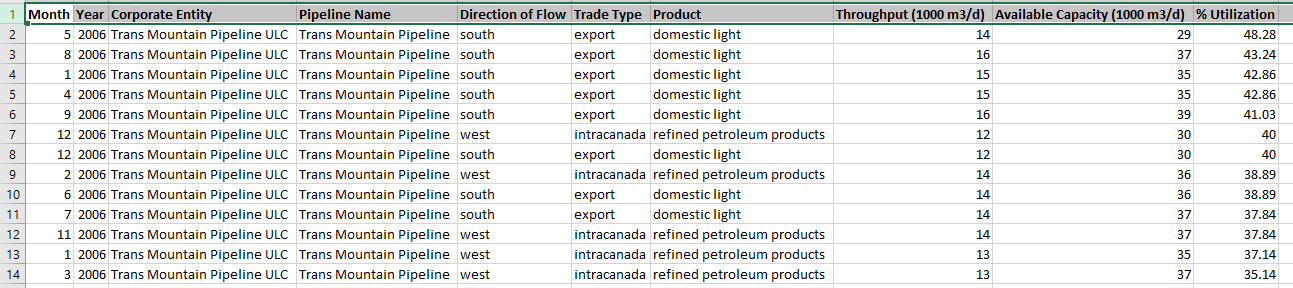 1 Month Year Corporate Entity Pipeline Name Direction of Flow Trade Type Product Throughput (1000 m3/d) Available Capacity (1000 m3/d) % Utilization
2 5 2006 Trans Mountain Pipeline ULC Trans Mountain Pipeline south export domestic light 14 29 48.28
3 8 2006 Trans Mountain Pipeline ULC Trans Mountain Pipeline south export domestic light 16 37 43.24
4 1 2006 Trans Mountain Pipeline ULC Trans Mountain Pipeline south export domestic light 15 35 42.86
5 4 2006 Trans Mountain Pipeline ULC Trans Mountain Pipeline south export domestic light 15 35 42.86
6 9 2006 Trans Mountain Pipeline ULC Trans Mountain Pipeline south export domestic light 16 39 41.03
7 12 2006 Trans Mountain Pipeline ULC Trans Mountain Pipeline west intracanada refined petroleum products 12 30 40
8 12 2006 Trans Mountain Pipeline ULC Trans Mountain Pipeline south export domestic light 12 30 40
9 2 2006 Trans Mountain Pipeline ULC Trans Mountain Pipeline west intracanada refined petroleum products 14 36 38.89
10 6 2006 Trans Mountain Pipeline ULC Trans Mountain Pipeline south export domestic light 14 36 38.89
11 7 2006 Trans Mountain Pipeline ULC Trans Mountain Pipeline south export domestic light 14 37 37.84
12 11 2006 Trans Mountain Pipeline ULC Trans Mountain Pipeline west intracanada refined petroleum products 14 37 37.84
13 1 2006 Trans Mountain Pipeline ULC Trans Mountain Pipeline west intracanada refined petroleum products 13 35 37.14
14 3 2006 Trans Mountain Pipeline ULC Trans Mountain Pipeline west intracanada refined petroleum products 13 37 35.14